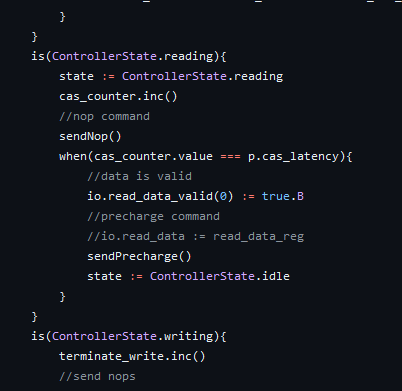 }
}
is(ControllerState.reading){
state := ControllerState.reading
cas_counter.inc()
//nop command
sendNop()
when(cas_counter.value === p.cas_latency){
//data is valid
io.read_data_valid(0) := true.B
//precharge command
//io.read_data := read_data_reg
sendPrecharge()
state := ControllerState.idle
}
}
is(ControllerState.writing){
terminate_write.inc()
//send nops